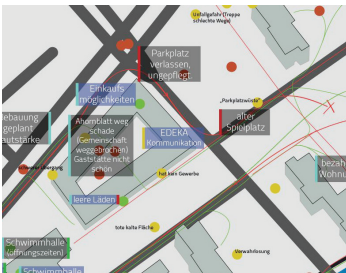 Unfallgefahr (Treppe
schlechte Wege)
Parkplatz
verlassen,
ungepflegt
Einkaufs
möglichkeiten
"Parkplatzwüste"
ebauung
geplant
autstärke
Ahornblatt weg
schade
(Gemeinschaft
weggebrochen)
Gaststätte nicht
schön
EDEKA
Kommunikation
alter
Spielplatz
Übergang
hat kein Gewerbe
bezah
Wohnu
leere Läden
tote kalte Fläche
Schwimmhalle
(öffnungszeiten)
Verwahrlosung
Schwimmhalle